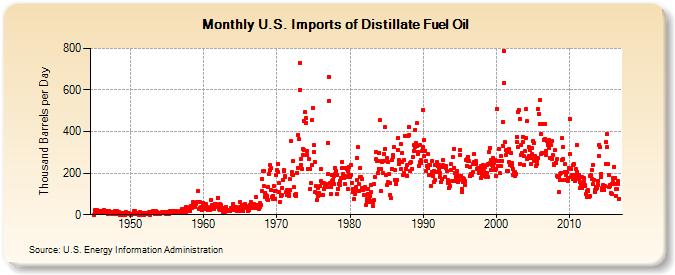 Monthly U.S. Imports of Distillate Fuel Oil
Thousand Barrels per Day
800
600
400
200
0
1950 1960 1970 1980 1990 2000 2010
Source: U.S. Energy Information Administration